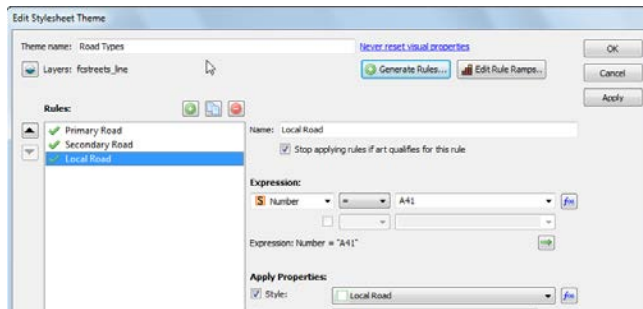 Edit Stylesheet Theme
Theme name: Road Types
Never reset visual properties
OK
Layers: fcstreets_line
Generate Rules...
Edit Rule Ramps...
Cancel
Apply
Rules:
Primary Road
Secondary Road
Local Road
Name: Local Road
Stop applying rules if art qualifies for this rule
Expression:
S Number = A41 fxx
Expression: Number = "A41"
Apply Properties:
Style: Local Road